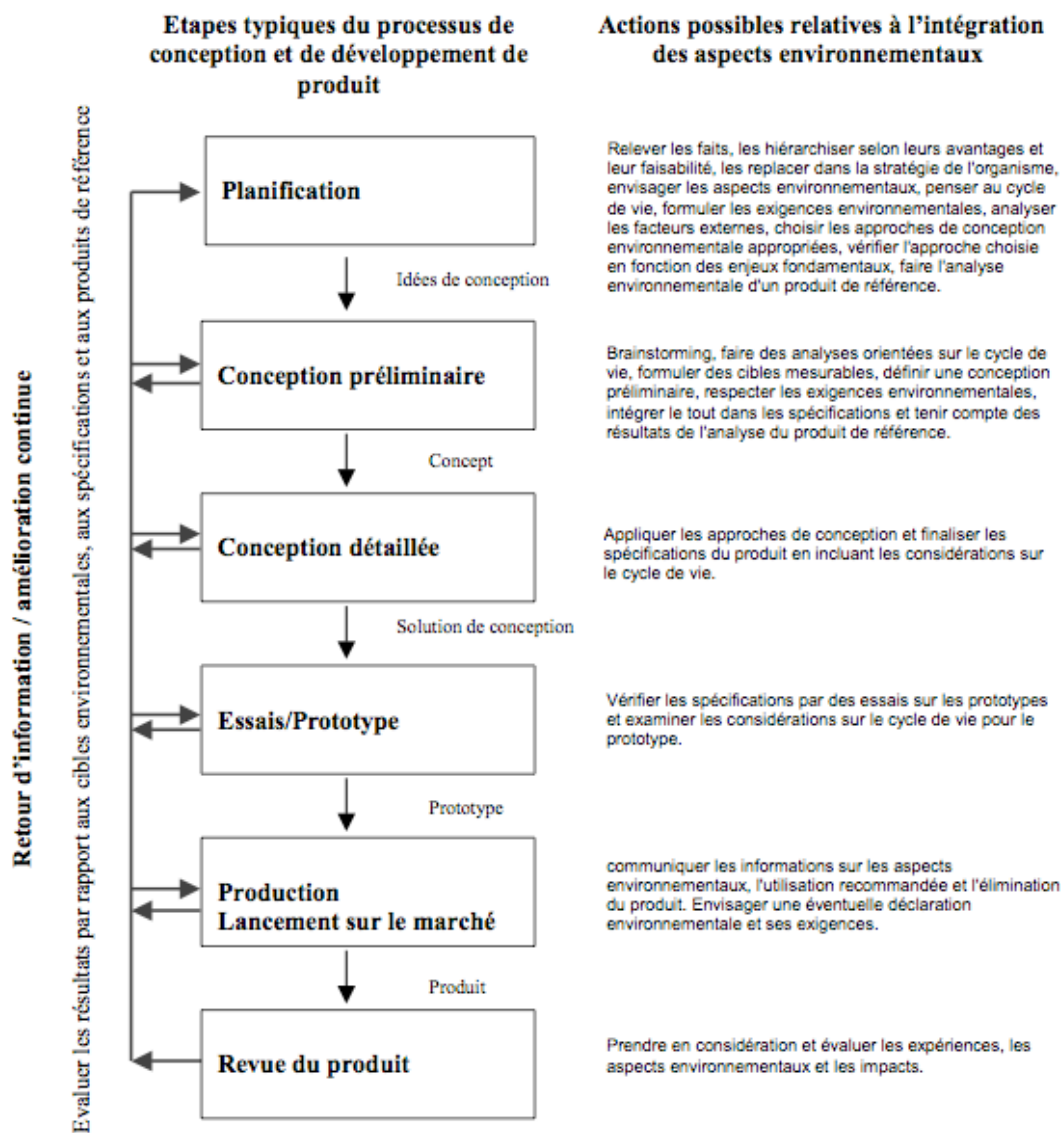 Etapes typiques du processus de
conception et de développement de
produit
Actions possibles relatives à l'intégration
des aspects environnementaux
Retour d'information / amélioration continue
Evaluer les résultats par rapport aux cibles environnementales, aux spécifications et aux produits de référence
Planification
Relever les faits, les hiérarchiser selon leurs avantages et
leur faisabilité, les replacer dans la stratégie de l'organisme,
envisager les aspects environnementaux, penser au cycle
de vie, formuler les exigences environnementales, analyser
les facteurs externes, choisir les approches de conception
environnementale appropriées, vérifier l'approche choisie
en fonction des enjeux fondamentaux, faire l'analyse
environnementale d'un produit de référence.
Idées de conception
Conception préliminaire
Brainstorming, faire des analyses orientées sur le cycle de
vie, formuler des cibles mesurables, définir une conception
préliminaire, respecter les exigences environnementales,
intégrer le tout dans les spécifications et tenir compte des
résultats de l'analyse du produit de référence.
Concept
Conception détaillée
Appliquer les approches de conception et finaliser les
spécifications du produit en incluant les considérations sur
le cycle de vie.
Solution de conception
Essais/Prototype
Vérifier les spécifications par des essais sur les prototypes
et examiner les considérations sur le cycle de vie pour le
prototype.
Prototype
Production
Lancement sur le marché
communiquer les informations sur les aspects
environnementaux, l'utilisation recommandée et l'élimination
du produit. Envisager une éventuelle déclaration
environnementale et ses exigences.
Produit
Revue du produit
Prendre en considération et évaluer les expériences, les
aspects environnementaux et les impacts.